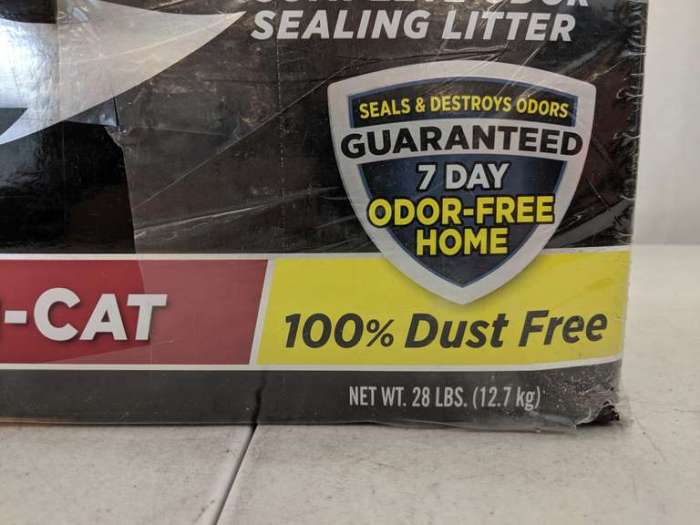 SEALING LITTER
SEALS & DESTROYS ODORS
GUARANTEED
7 DAY
ODOR-FREE
HOME
-CAT
100% Dust Free
NET WT. 28 LBS. (12.7 kg)